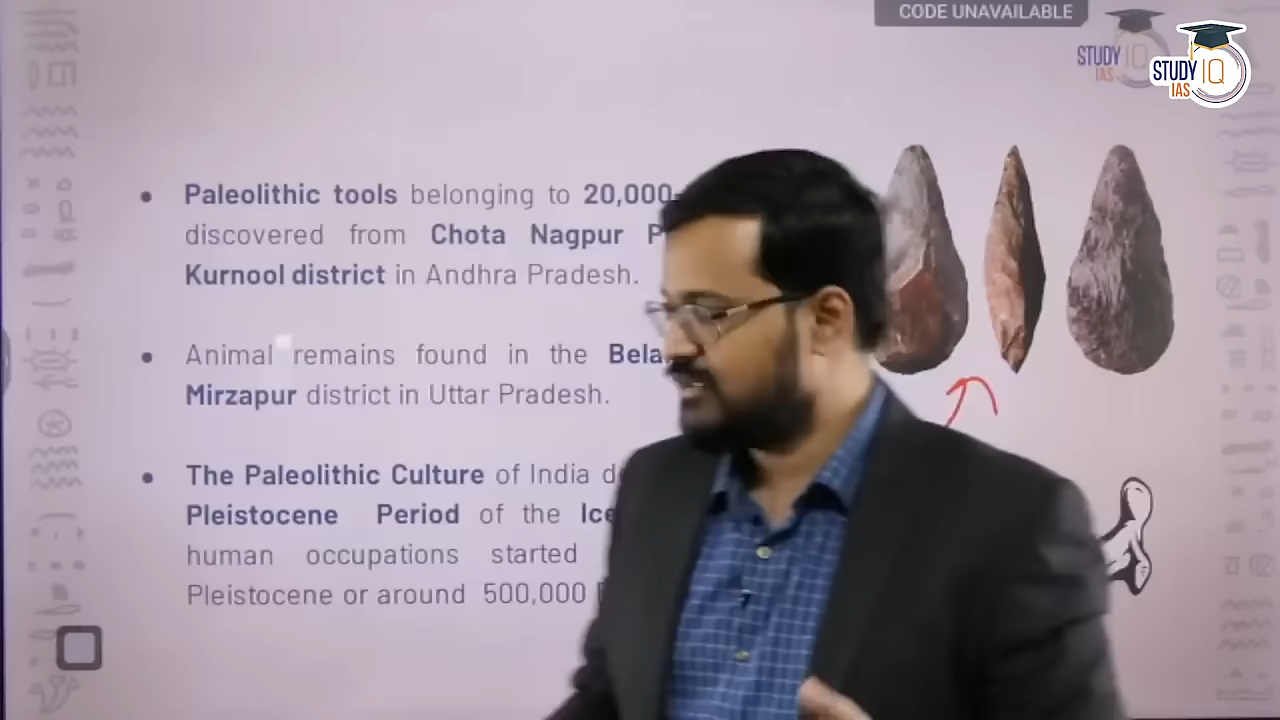 CODE UNAVAILABLE
STUDY IQ
IAS
STUDY IQ
IAS
Paleolithic tools belonging to 20,000-
discovered from Chota Nagpur P
Kurnool district in Andhra Pradesh.
Animal remains found in the Bela
Mirzapur district in Uttar Pradesh.
The Paleolithic Culture of India
Pleistocene Period of the Ice
human occupations started
Pleistocene or around 500,000